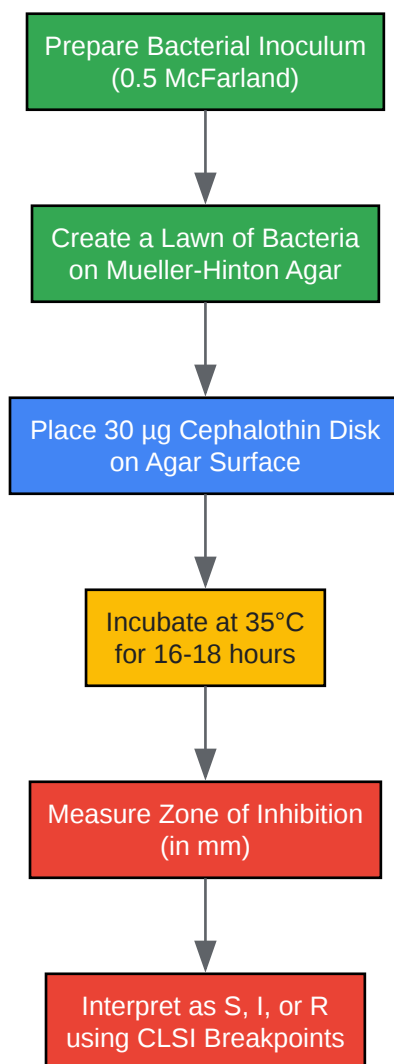 Prepare Bacterial Inoculum
(0.5 McFarland)
Create a Lawn of Bacteria
on Mueller-Hinton Agar
Place 30 µg Cephalothin Disk
on Agar Surface
Incubate at 35°C
for 16-18 hours
Measure Zone of Inhibition
(in mm)
Interpret as S, I, or R
using CLSI Breakpoints